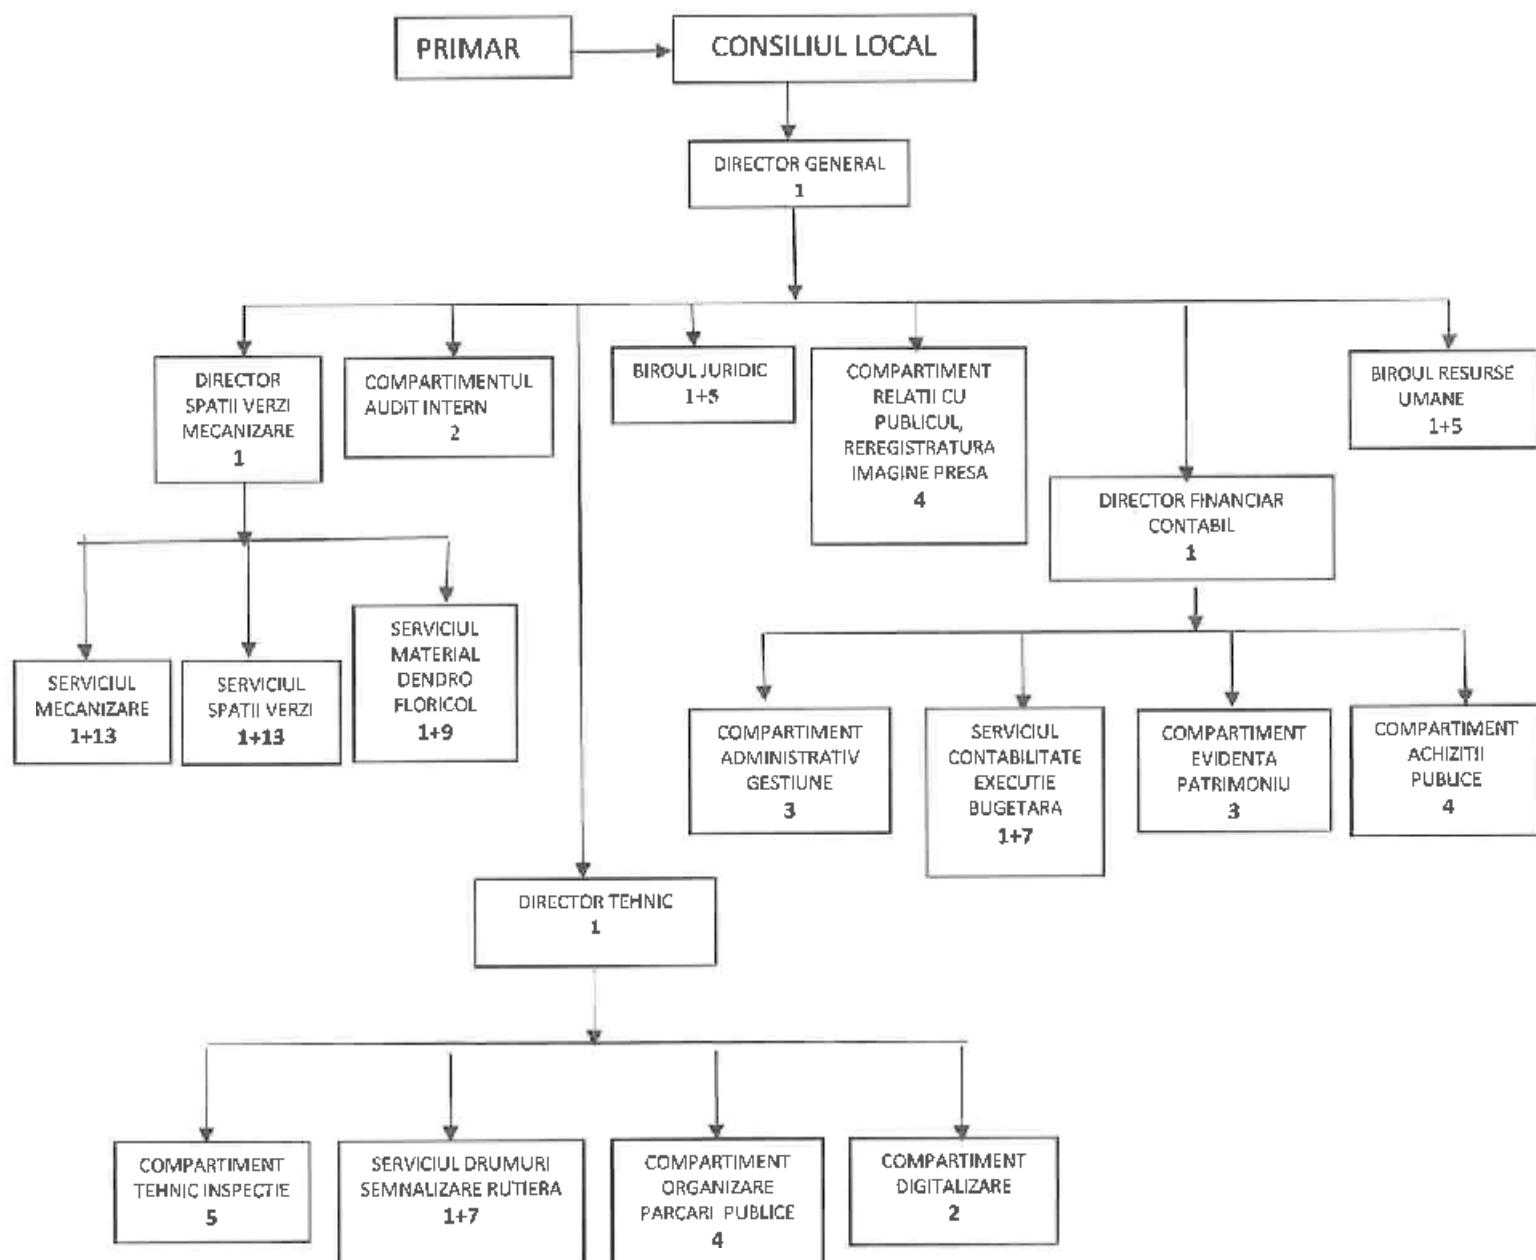 PRIMAR
CONSILIUL LOCAL
DIRECTOR GENERAL
1
DIRECTOR
SPATII VERZI
MECANIZARE
1
COMPARTIMENTUL
AUDIT INTERN
2
BIROUL JURIDIC
1+5
COMPARTIMENT
RELATII CU
PUBLICUL,
REREGISTRATURA
IMAGINE PRESA
4
DIRECTOR FINANCIAR
CONTABIL
1
BIROUL RESURSE
UMANE
1+5
SERVICIUL
MECANIZARE
1+13
SERVICIUL
SPATII VERZI
1+13
SERVICIUL
MATERIAL
DENDRO
FLORICOL
1+9
COMPARTIMENT
ADMINISTRATIV
GESTIUNE
3
SERVICIUL
CONTABILITATE
EXECUTIE
BUGETARA
1+7
COMPARTIMENT
EVIDENTA
PATRIMONIU
3
COMPARTIMENT
ACHIZITII
PUBLICE
4
DIRECTOR TEHNIC
1
COMPARTIMENT
TEHNIC INSPECTIE
5
SERVICIUL DRUMURI
SEMNALIZARE RUTIERA
1+7
COMPARTIMENT
ORGANIZARE
PARCARI PUBLICE
4
COMPARTIMENT
DIGITALIZARE
2